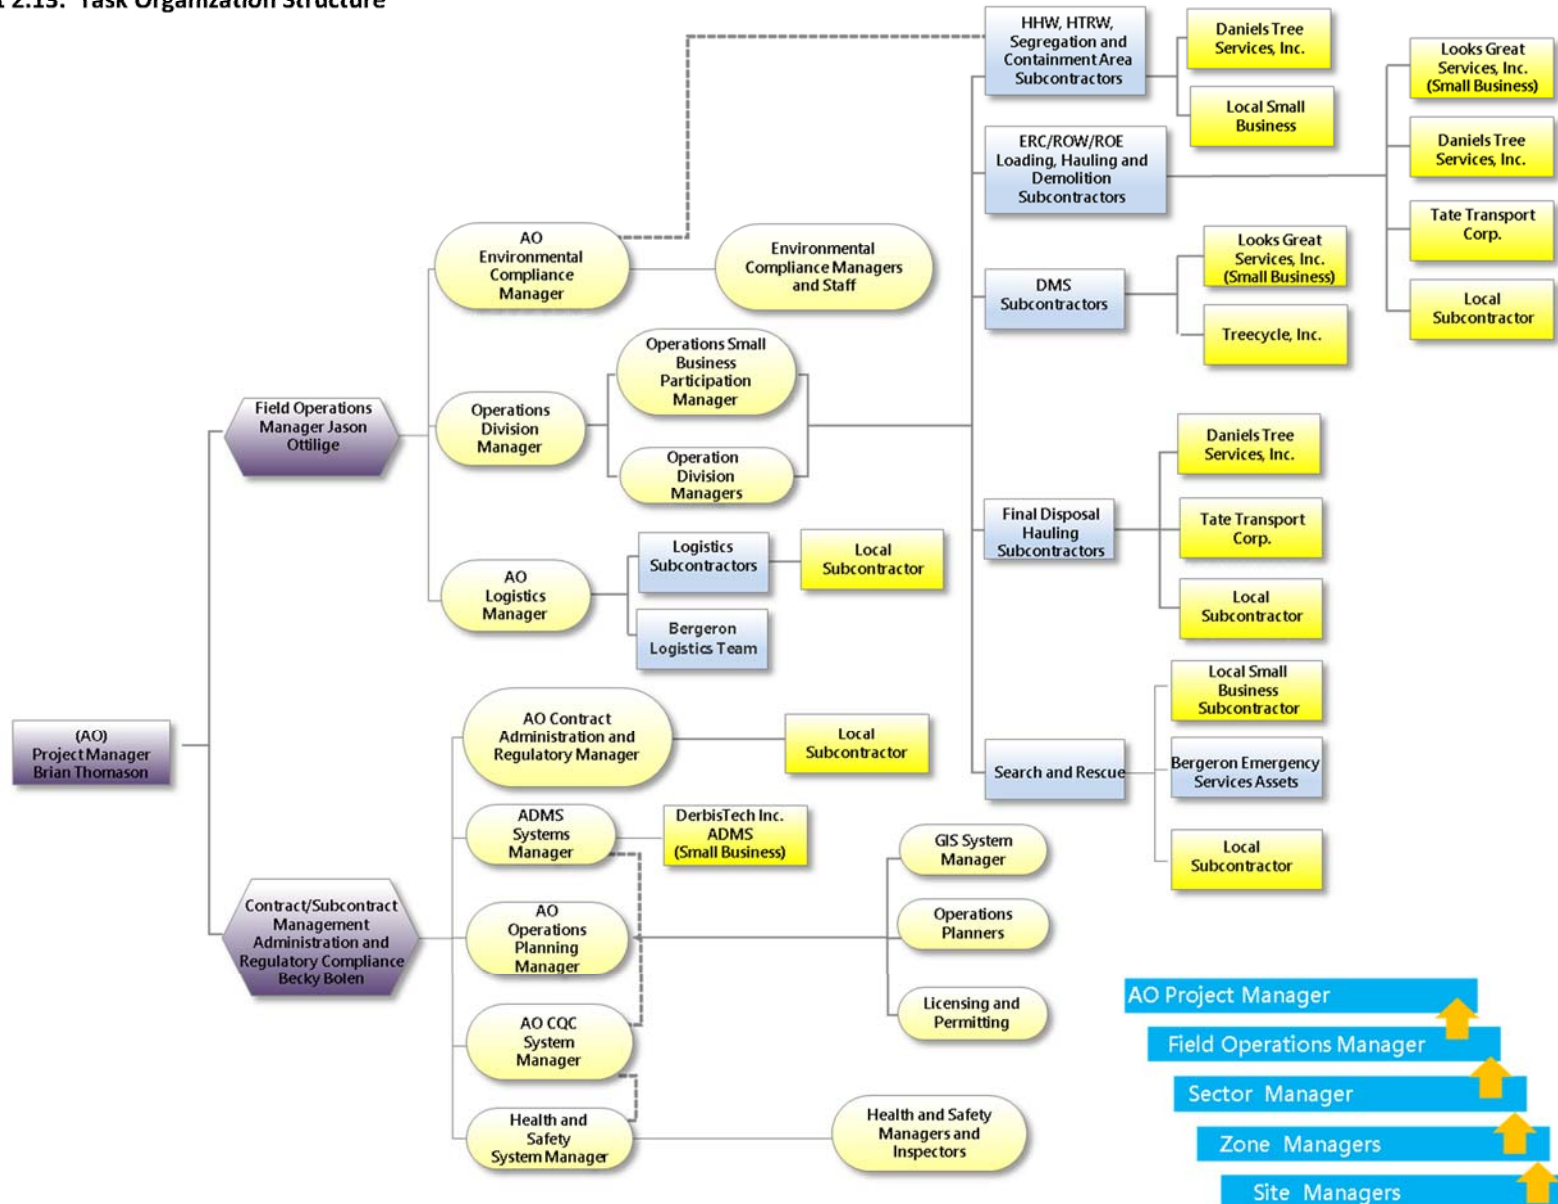 2.13: Task Organization Structure
HHW, HTRW,
Segregation and
Containment Area
Subcontractors
Daniels Tree
Services, Inc.
Local Small
Business
Looks Great
Services, Inc.
(Small Business)
ERC/ROW/ROE
Loading, Hauling and
Demolition
Subcontractors
Daniels Tree
Services, Inc.
Tate Transport
Corp.
Local
Subcontractor
AO
Environmental
Compliance
Manager
Environmental
Compliance Managers
and Staff
DMS
Subcontractors
Looks Great
Services, Inc.
(Small Business)
Treecycle, Inc.
Field Operations
Manager Jason
Ottilige
Operations
Division
Manager
Operations Small
Business
Participation
Manager
Operation
Division
Managers
Final Disposal
Hauling
Subcontractors
Daniels Tree
Services, Inc.
Tate Transport
Corp.
Local
Subcontractor
AO
Logistics
Manager
Logistics
Subcontractors
Local
Subcontractor
Bergeron
Logistics Team
Search and Rescue
Local Small
Business
Subcontractor
Bergeron Emergency
Services Assets
Local
Subcontractor
(AO)
Project Manager
Brian Thomason
Contract/Subcontract
Management
Administration and
Regulatory Compliance
Becky Bolen
AO Contract
Administration and
Regulatory Manager
Local
Subcontractor
ADMS
Systems
Manager
DerbisTech Inc.
ADMS
(Small Business)
AO
Operations
Planning
Manager
GIS System
Manager
Operations
Planners
Licensing and
Permitting
AO CQC
System
Manager
Health and
Safety
System Manager
Health and Safety
Managers and
Inspectors
AO Project Manager
Field Operations Manager
Sector Manager
Zone Managers
Site Managers